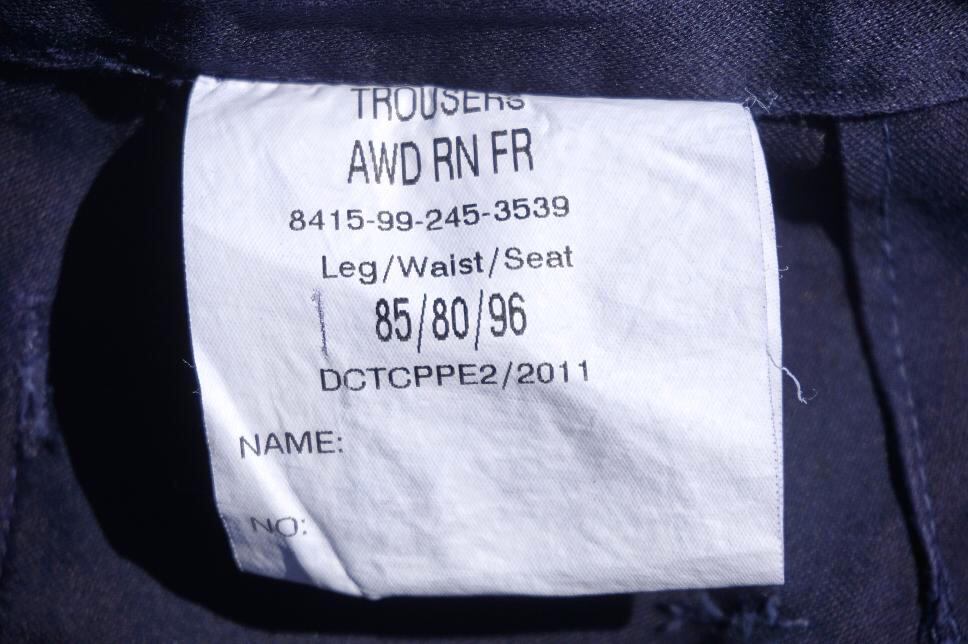 TROUSERS
AWD RN FR
8415-99-245-3539
Leg/Waist/Seat
85/80/96
DCTCPPE2/2011
NAME:
NO: